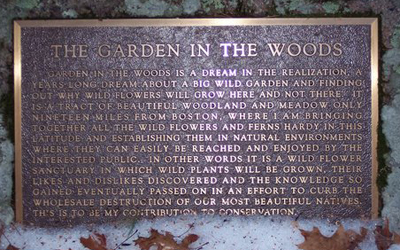 THE GARDEN IN THE WOODS
GARDEN IN THE WOODS IS A DREAM IN THE REALIZATION, A
YEARS LONG DREAM ABOUT A BIG WILD GARDEN AND FINDING
OUT WHY WILDFLOWERS WILL GROW HERE AND NOT THERE. IT
IS A TRACT OF BEAUTIFUL WOODLAND AND MEADOW ONLY
NINETEEN MILES FROM BOSTON, WHERE I AM BRINGING
TOGETHER ALL THE WILD FLOWERS AND FERNS HARDY IN THIS
LATITUDE AND ESTABLISHING THEM IN NATURAL ENVIRONMENTS
WHERE THEY CAN EASILY BE REACHED AND ENJOYED BY THE
INTERESTED PUBLIC. IN OTHER WORDS IT IS A WILD FLOWER
SANCTUARY IN WHICH WILD PLANTS WILL BE GROWN, THEIR
LIKES AND DISLIKES DISCOVERED AND THE KNOWLEDGE SO
GAINED EVENTUALLY PASSED ON IN AN EFFORT TO CURB THE
WHOLESALE DESTRUCTION OF OUR MOST BEAUTIFUL NATIVES.
THIS IS TO BE MY CONTRIBUTION TO CONSERVATION.